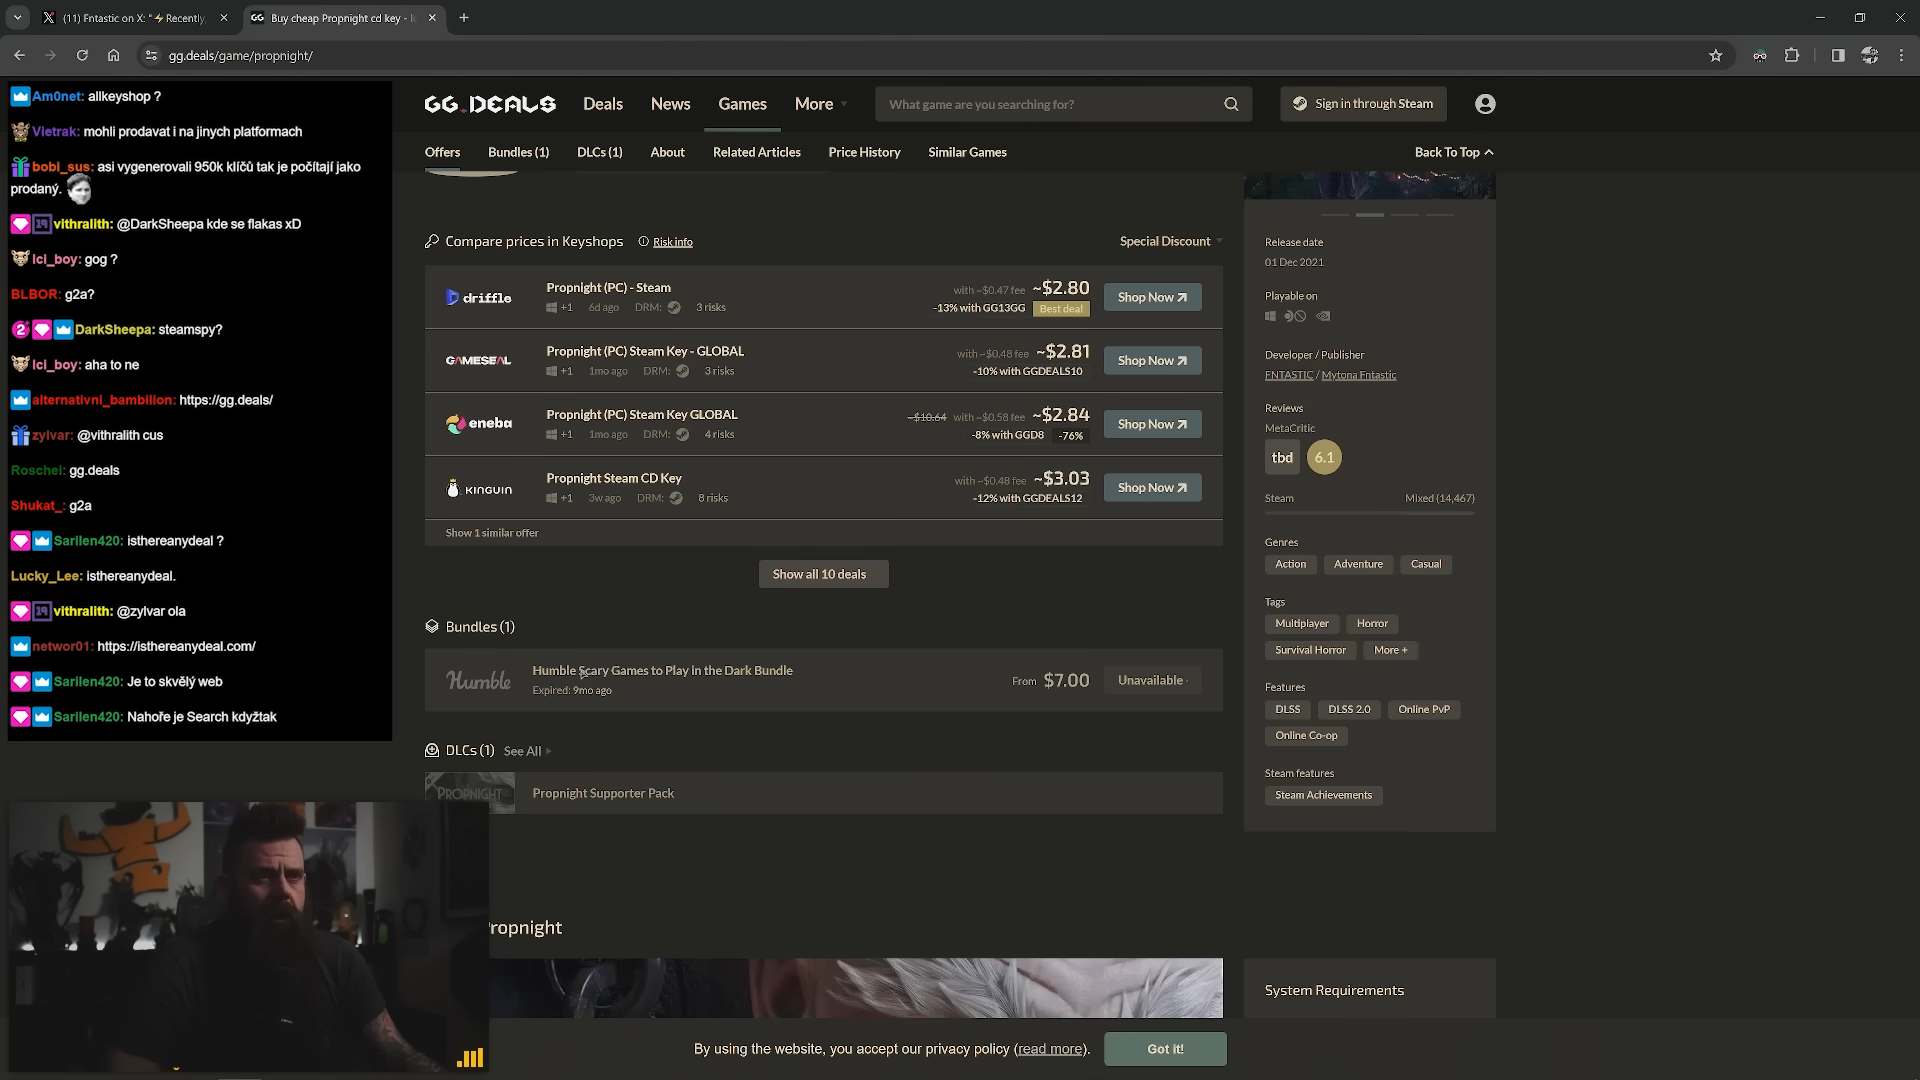 (11) Fntastic on X: "⚡Recently,
Buy cheap Propnight cd key -
gg.deals/game/propnight/
Am0net: allkeyshop ?
Vietrak: mohli prodavat i na jinych platformach
bobi_sus: asi vygenerovali 950k klíčů tak je počítají jako
prodaný.
vithralith: @DarkSheepa kde se flakas xD
Ici_boy: gog ?
BLBOR: g2a?
DarkSheepa: steamspy?
Ici_boy: aha to ne
alternativni_bambilion: https://gg.deals/
zylvar: @vithralith cus
Roschei: gg.deals
Shukat_: g2a
Sarilen420: isthereanydeal ?
Lucky_Lee: isthereanydeal.
vithralith: @zylvar ola
networ01: https://isthereanydeal.com/
Sarilen420: Je to skvělý web
Sarilen420: Nahoře je Search kdyžtak
GG.DEALS
Deals
News
Games
More
What game are you searching for?
Sign in through Steam
Offers
Bundles (1)
DLCs (1)
About
Related Articles
Price History
Similar Games
Back To Top
Compare prices in Keyshops
Risk info
Special Discount
driffle
Propnight (PC) - Steam
+1 6d ago DRM: 3 risks
with ~$0.47 fee ~$2.80
-13% with GG13GG Best deal
Shop Now
GAMESEAL
Propnight (PC) Steam Key - GLOBAL
+1 1mo ago DRM: 3 risks
with ~$0.48 fee ~$2.81
-10% with GGDEALS10
Shop Now
eneba
Propnight (PC) Steam Key GLOBAL
+1 1mo ago DRM: 4 risks
~$10.64 with ~$0.58 fee ~$2.84
-8% with GGD8 -76%
Shop Now
KINGUIN
Propnight Steam CD Key
+1 3w ago DRM: 8 risks
with ~$0.48 fee ~$3.03
-12% with GGDEALS12
Shop Now
Show 1 similar offer
Show all 10 deals
Bundles (1)
Humble
Humble Scary Games to Play in the Dark Bundle
Expired: 9mo ago
From $7.00
Unavailable
DLCs (1) See All
PROPNIGHT
Propnight Supporter Pack
ropnight
Release date
01 Dec 2021
Playable on
Developer / Publisher
FNTASTIC / Mytona Fntastic
Reviews
MetaCritic
tbd 6.1
Steam Mixed (14,467)
Genres
Action Adventure Casual
Tags
Multiplayer Horror
Survival Horror More +
Features
DLSS DLSS 2.0 Online PvP
Online Co-op
Steam features
Steam Achievements
System Requirements
By using the website, you accept our privacy policy (read more).
Got it!